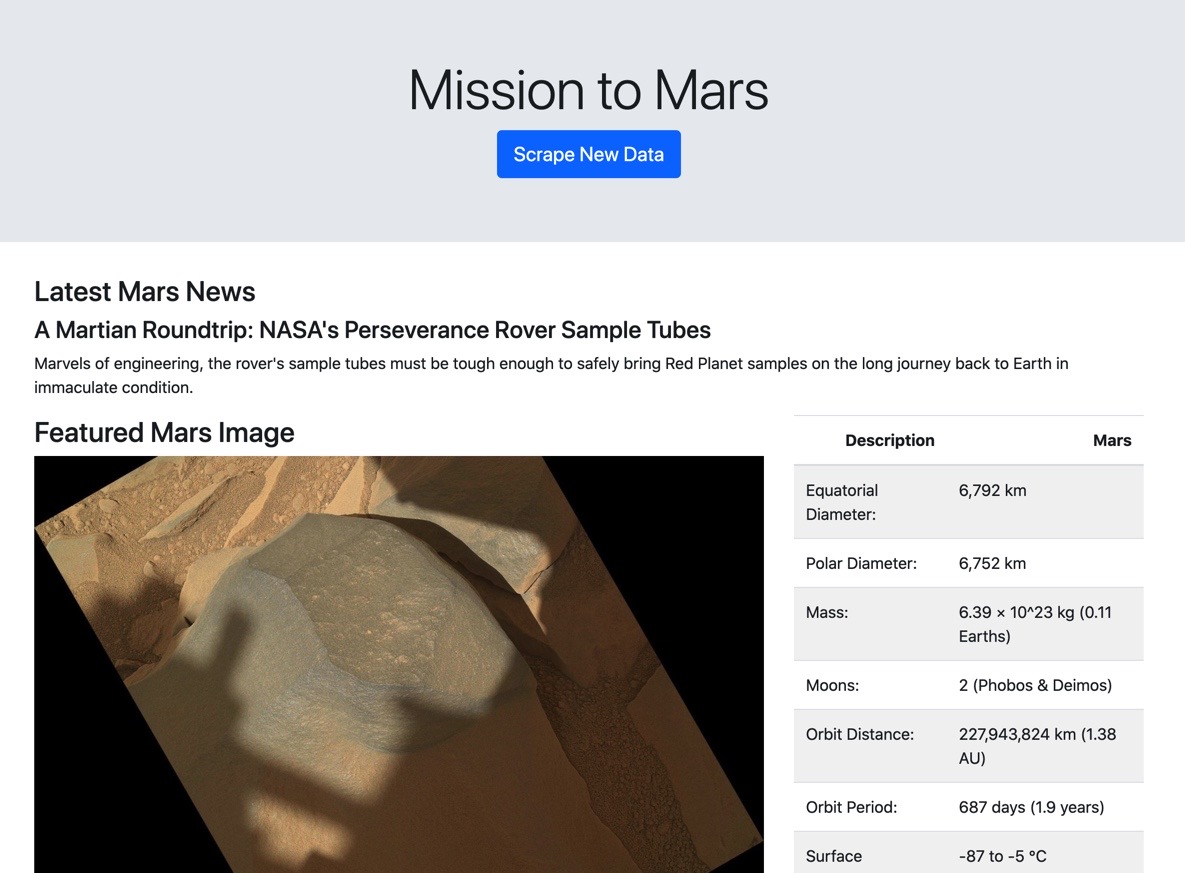 Mission to Mars
Scrape New Data
Latest Mars News
A Martian Roundtrip: NASA's Perseverance Rover Sample Tubes
Marvels of engineering, the rover's sample tubes must be tough enough to safely bring Red Planet samples on the long journey back to Earth in
immaculate condition.
Featured Mars Image
Description Mars
Equatorial 6,792 km
Diameter:
Polar Diameter: 6,752 km
Mass: 6.39 × 10^23 kg (0.11
Earths)
Moons: 2 (Phobos & Deimos)
Orbit Distance: 227,943,824 km (1.38
AU)
Orbit Period: 687 days (1.9 years)
Surface -87 to -5 °C